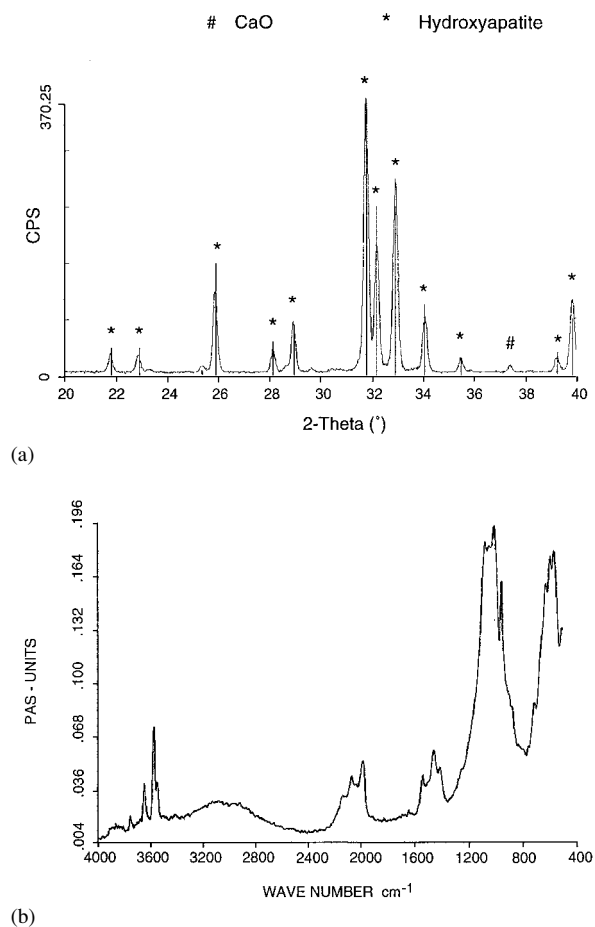 # CaO * Hydroxyapatite
370.25
CPS
0
* * * * * * * * * * # * *
20 22 24 26 28 30 32 34 36 38 40
2-Theta (°)
(a)
.196
.164
.132
.100
.068
.036
.004
PAS - UNITS
4000 3600 3200 2800 2000 1600 1200 800 400
WAVE NUMBER cm-1
(b)